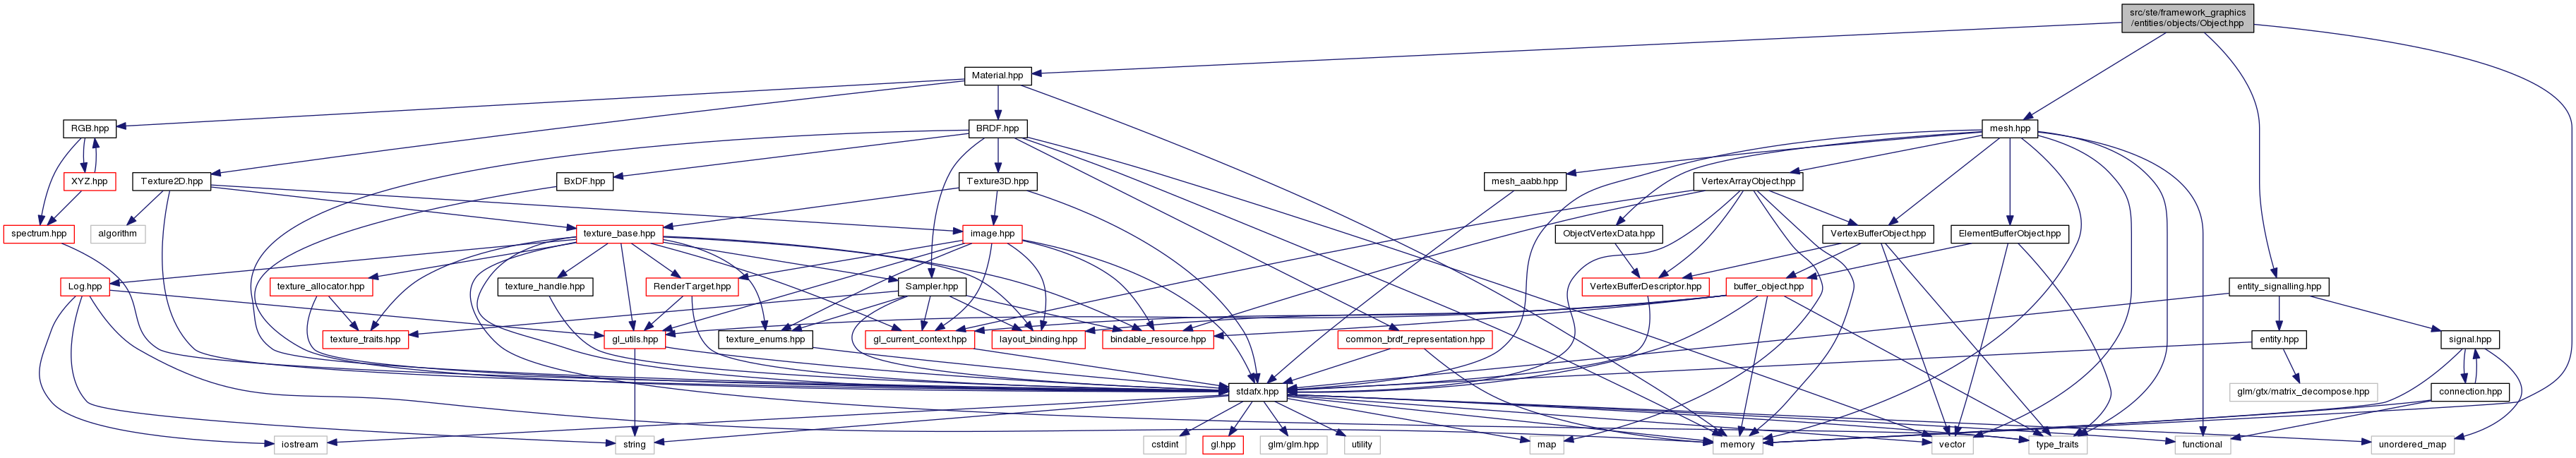 src/ste/framework_graphics
/entities/objects/Object.hpp
Material.hpp
RGB.hpp
BRDF.hpp
mesh.hpp
XYZ.hpp
Texture2D.hpp
BxDF.hpp
Texture3D.hpp
mesh_aabb.hpp
VertexArrayObject.hpp
spectrum.hpp
algorithm
texture_base.hpp
image.hpp
ObjectVertexData.hpp
VertexBufferObject.hpp
ElementBufferObject.hpp
Log.hpp
texture_allocator.hpp
texture_handle.hpp
RenderTarget.hpp
Sampler.hpp
VertexBufferDescriptor.hpp
buffer_object.hpp
entity_signalling.hpp
texture_traits.hpp
gl_utils.hpp
texture_enums.hpp
gl_current_context.hpp
layout_binding.hpp
bindable_resource.hpp
common_brdf_representation.hpp
entity.hpp
signal.hpp
stdafx.hpp
glm/gtx/matrix_decompose.hpp
connection.hpp
iostream
string
cstdint
gl.hpp
glm/glm.hpp
utility
map
memory
vector
type_traits
functional
unordered_map